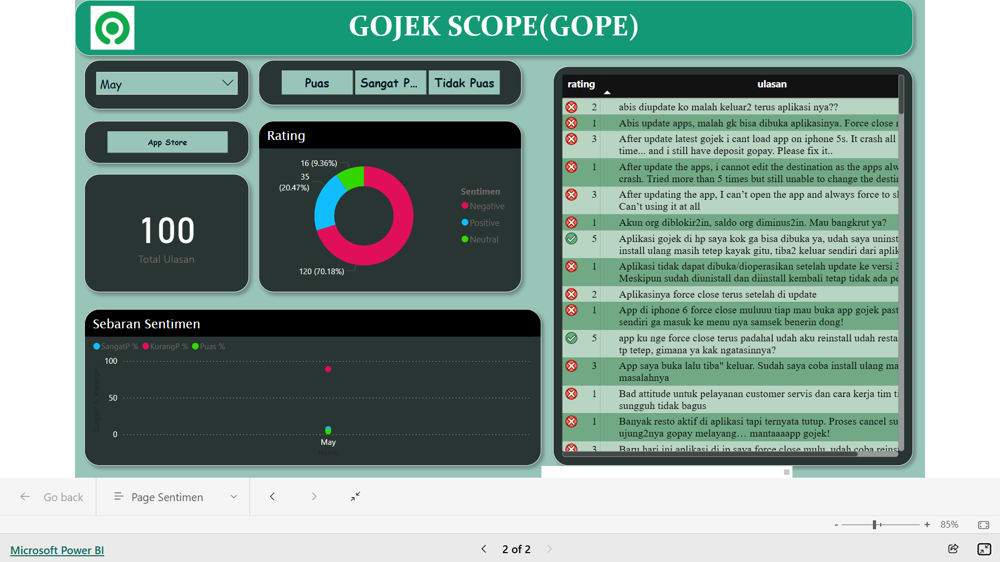 GOJEK SCOPE(GOPE)
May
Puas
Sangat P...
Tidak Puas
App Store
100
Total Ulasan
Rating
16 (9.36%)
35
(20.47%)
120 (70.18%)
Sentimen
Negative
Positive
Neutral
Sebaran Sentimen
SangatP % KurangP % Puas %
100
50
0
SangatP %, KurangP...
May
Month
rating ulasan
2 abis diupdate ko malah keluar2 terus aplikasi nya??
1 Abis update apps, malah gk bisa dibuka aplikasinya. Force close
3 After update latest gojek i cant load app on iphone 5s. It crash all
time... and i still have deposit gopay. Please fix it..
1 After update the apps, i cannot edit the destination as the apps
crash. Tried more than 5 times but still unable to change the
3 After updating the app, I can’t open the app and always force to
Can’t using it at all
1 Akun org diblokir2in, saldo org diminus2in. Mau bangkrut ya?
5 Aplikasi gojek di hp saya kok ga bisa dibuka ya, udah saya
install ulang masih tetep kayak gitu, tiba2 keluar sendiri dari
1 Aplikasi tidak dapat dibuka/dioperasikan setelah update ke versi
Meskipun sudah diunistall dan diinstall kembali tetap tidak ada
2 Aplikasinya force close terus setelah di update
1 App di iphone 6 force close muluuu tiap mau buka app gojek
sendiri ga masuk ke menu nya samsek benerin dong!
5 app ku nge force close terus padahal udah aku reinstall udah
tp tetep, gimana ya kak ngatasinnya?
3 App saya buka lalu tiba" keluar. Sudah saya coba install ulang
masalahnya
1 Bad attitude untuk pelayanan customer servis dan cara kerja tim
sungguh tidak bagus
1 Banyak resto aktif di aplikasi tapi ternyata tutup. Proses cancel
ujung2nya gopay melayang… mantaaaapp gojek!
3 Baru hari ini aplikasi di ip saya force close mulu, udah coba
Go back
Page Sentimen
- + 85%
Microsoft Power BI
2 of 2